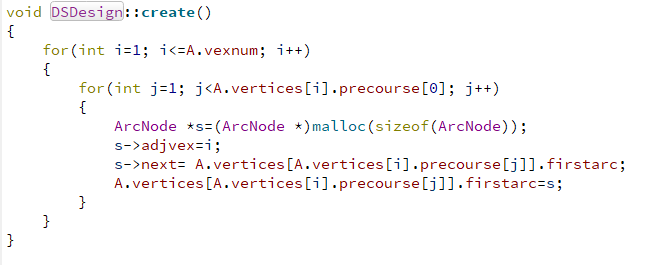 void DSDesign::create()
{
    for(int i=1; i<=A.vexnum; i++)
    {
        for(int j=1; j<A.vertices[i].precourse[0]; j++)
        {
            ArcNode *s=(ArcNode *)malloc(sizeof(ArcNode));
            s->adjvex=i;
            s->next= A.vertices[A.vertices[i].precourse[j]].firstarc;
            A.vertices[A.vertices[i].precourse[j]].firstarc=s;
        }
    }
}